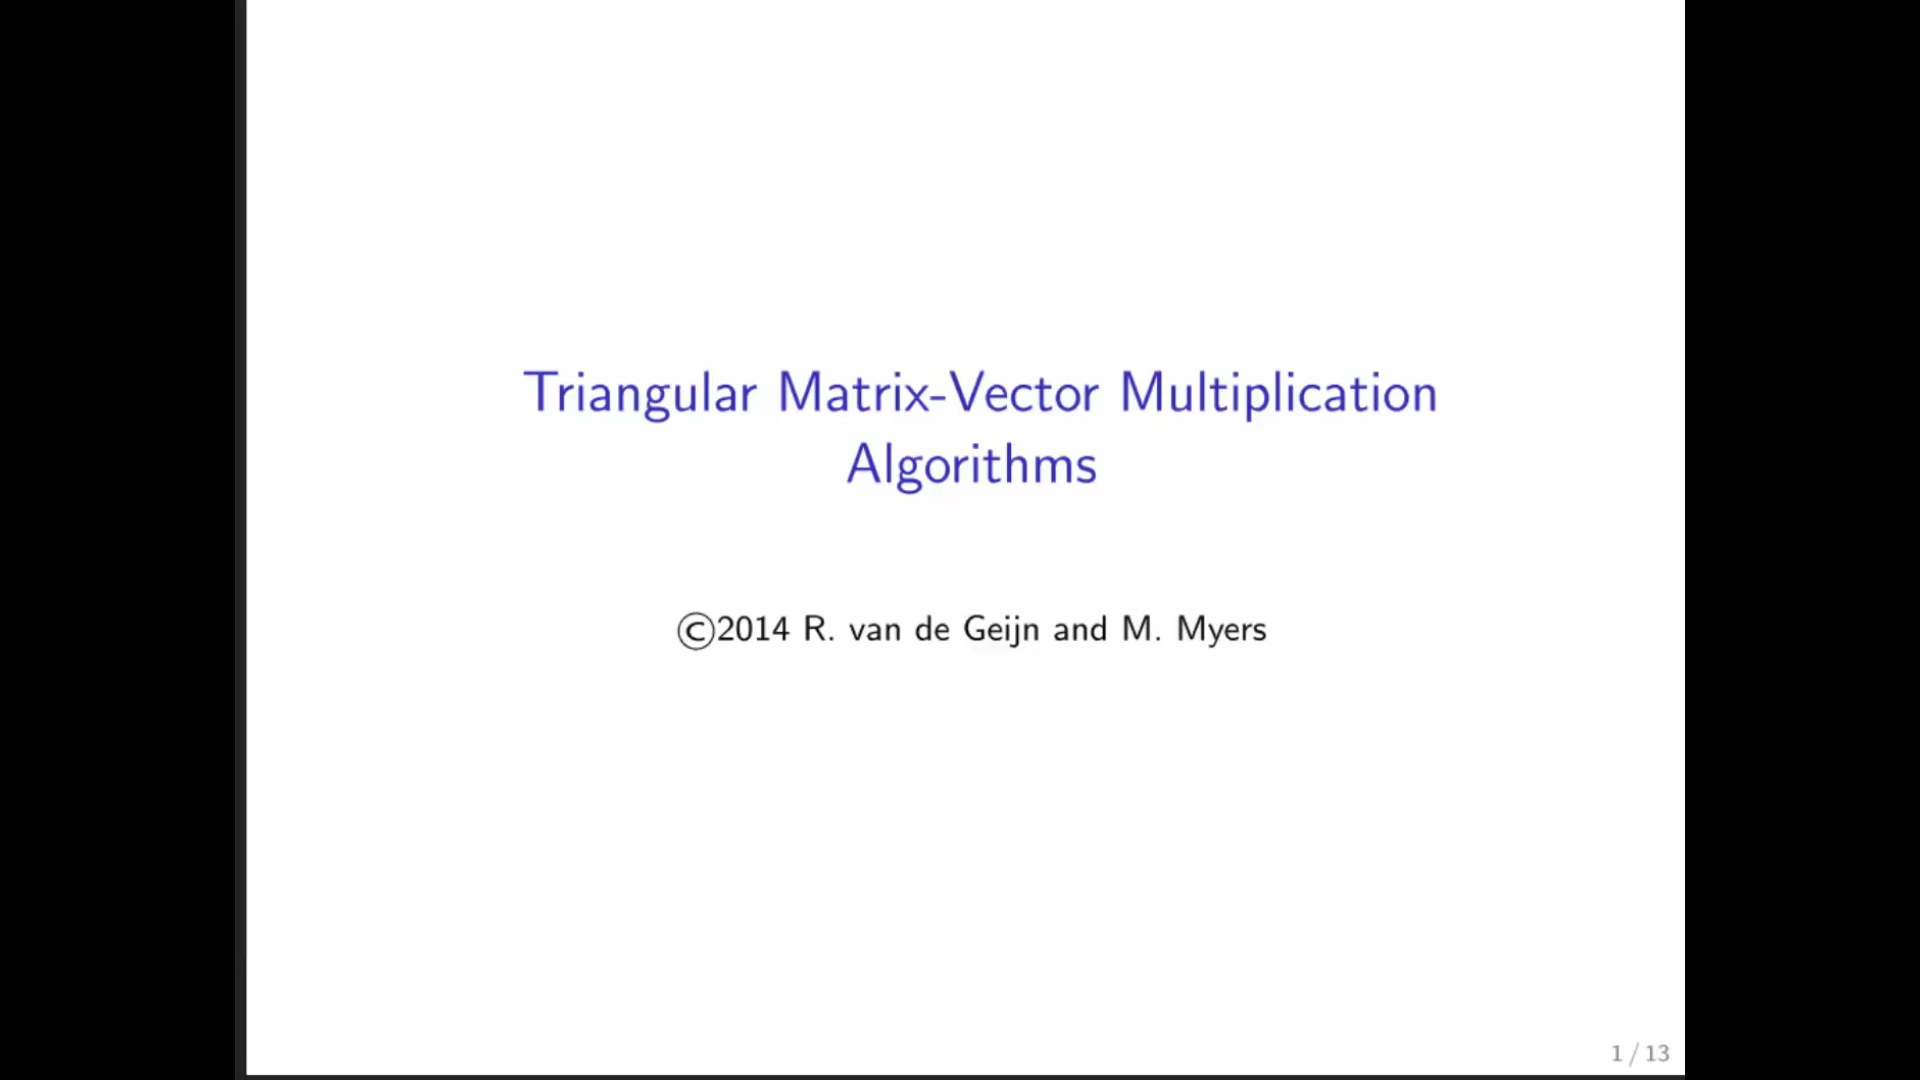 Triangular Matrix-Vector Multiplication
Algorithms
©2014 R. van de Geijn and M. Myers
1 / 13